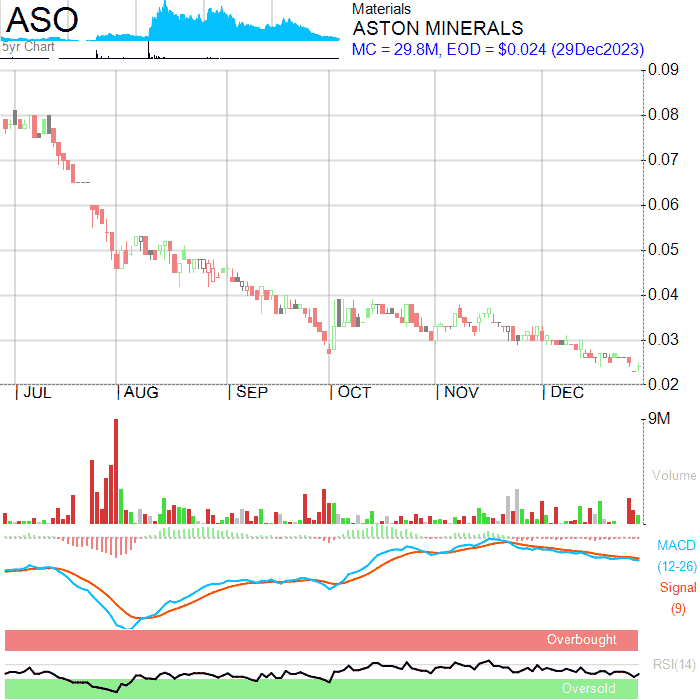 ASO
5yr Chart
Materials
ASTON MINERALS
MC = 29.8M, EOD = $0.024 (29Dec2023)
0.09
0.08
0.07
0.06
0.05
0.04
0.03
0.02
JUL AUG SEP OCT NOV DEC
9M
Volume
MACD
(12-26)
Signal
(9)
Overbought
RSI(14)
Oversold